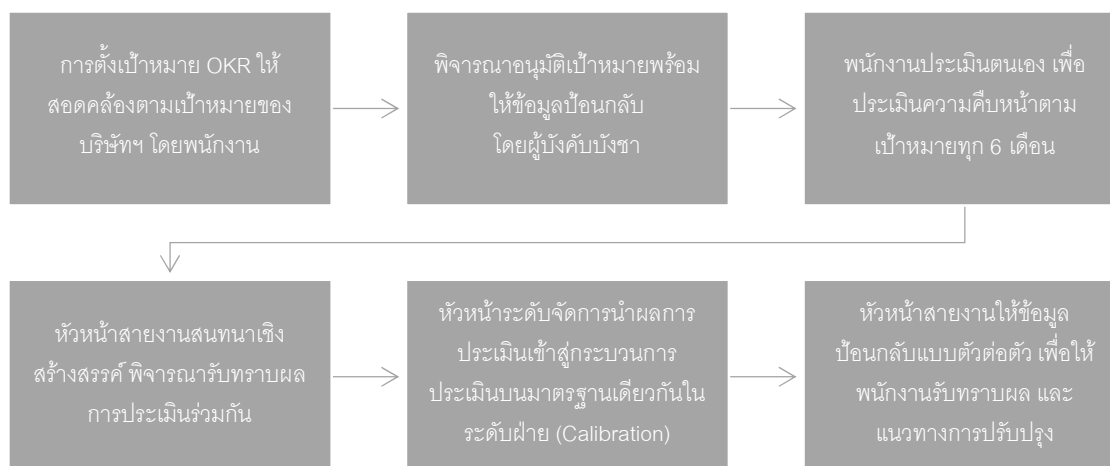 การตั้งเป้าหมาย OKR ให้
สอดคล้องตามเป้าหมายของ
บริษัทฯ โดยพนักงาน
พิจารณาอนุมัติเป้าหมายพร้อม
ให้ข้อมูลป้อนกลับ
โดยผู้บังคับบังชา
พนักงานประเมินตนเอง เพื่อ
ประเมินความคืบหน้าตาม
เป้าหมายทุก 6 เดือน
หัวหน้าสายงานสนทนาเชิง
สร้างสรรค์ พิจารณารับทราบผล
การประเมินร่วมกัน
หัวหน้าระดับจัดการนำผลการ
ประเมินเข้าสู่กระบวนการ
ประเมินบนมาตรฐานเดียวกันใน
ระดับฝ่าย (Calibration)
หัวหน้าสายงานให้ข้อมูล
ป้อนกลับแบบตัวต่อตัว เพื่อให้
พนักงานรับทราบผล และ
แนวทางการปรับปรุง